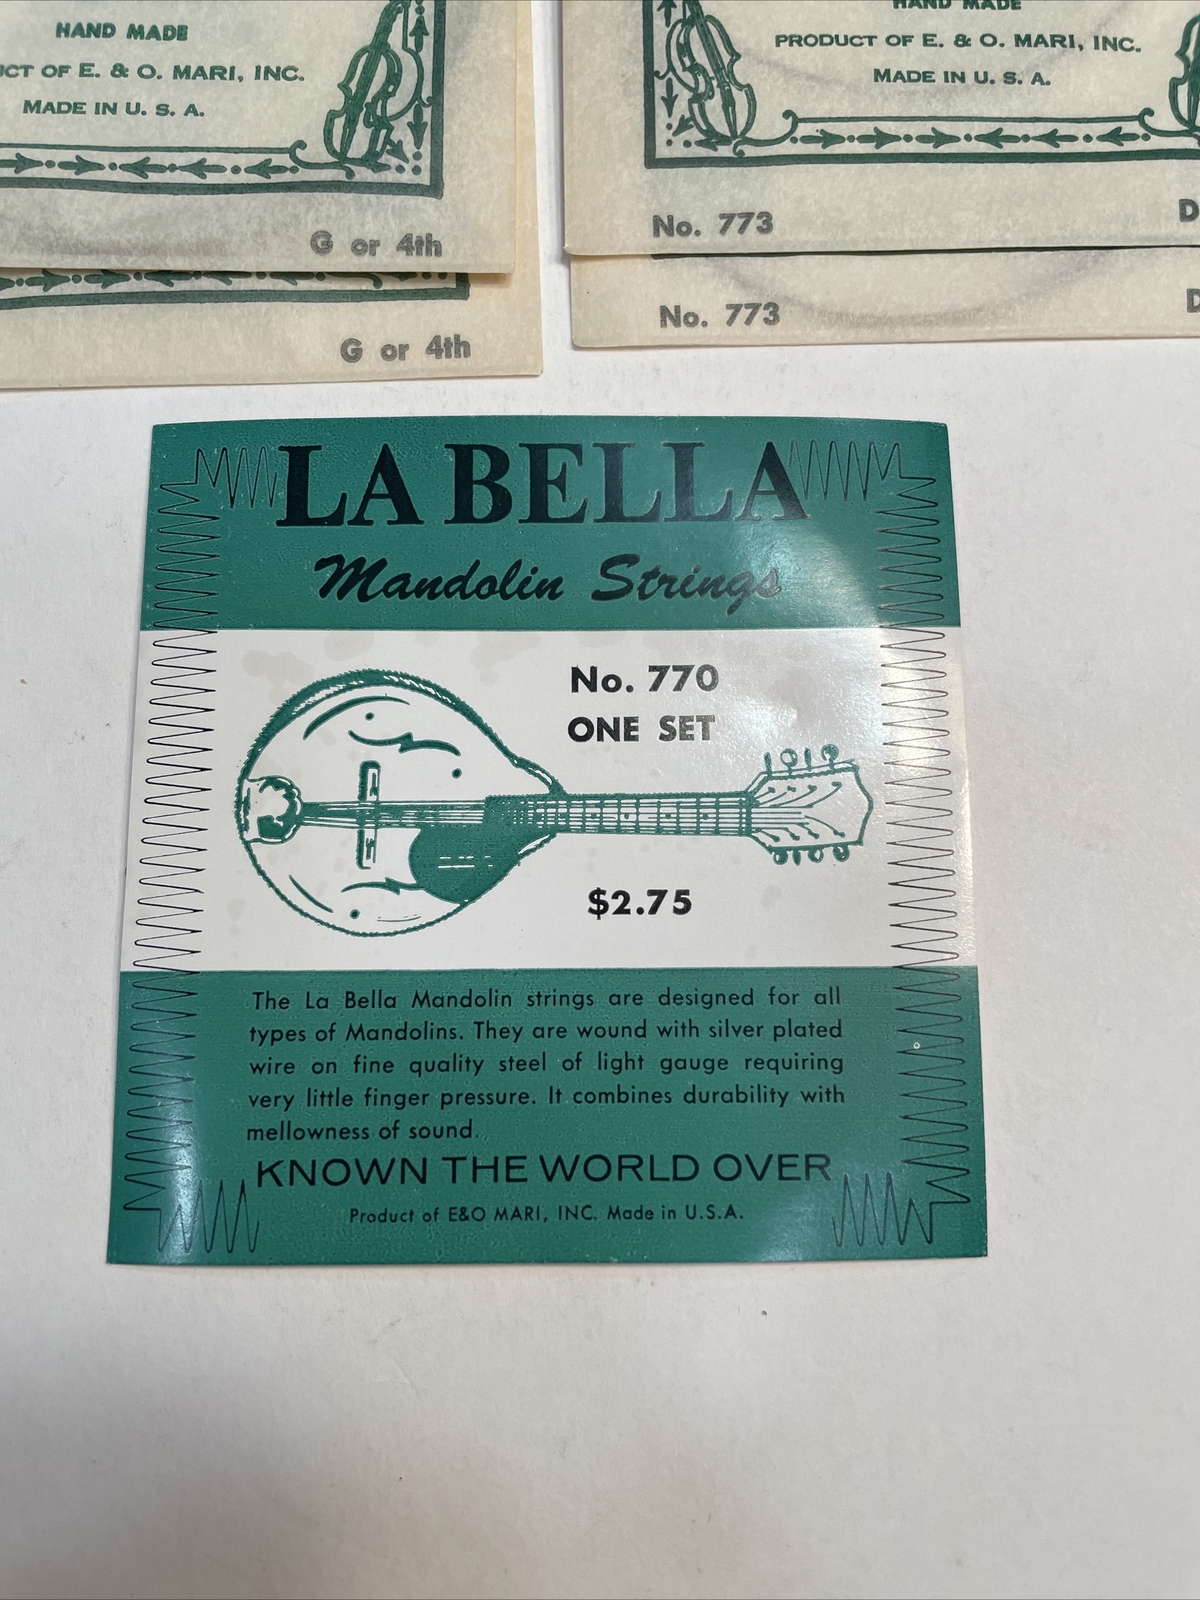 HAND MADE
CT OF E. & O. MARI, INC.
MADE IN U. S. A.
G or 4th
G or 4th
HAND MADE
PRODUCT OF E. & O. MARI, INC.
MADE IN U. S. A.
No. 773
D
No. 773
D
LA BELLA
Mandolin Strings
No. 770
ONE SET
$2.75
The La Bella Mandolin strings are designed for all
types of Mandolins. They are wound with silver plated
wire on fine quality steel of light gauge requiring
very little finger pressure. It combines durability with
mellowness of sound.
KNOWN THE WORLD OVER
Product of E&O MARI, INC. Made in U.S.A.